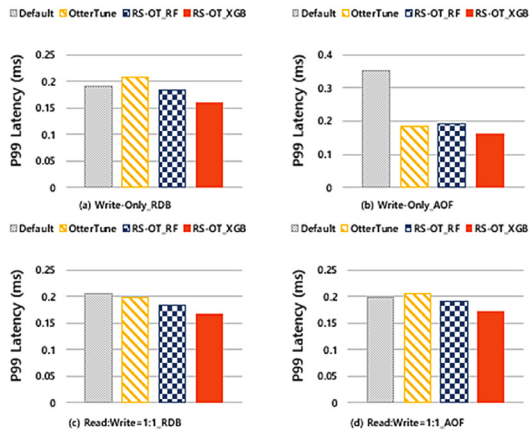 Default OtterTune RS-OT_RF RS-OT_XGB
P99 Latency (ms)
0.25
0.2
0.15
0.1
0.05
0
(a) Write-Only_RDB
Default OtterTune RS-OT_RF RS-OT_XGB
P99 Latency (ms)
0.4
0.3
0.2
0.1
0
(b) Write-Only_AOF
Default OtterTune RS-OT_RF RS-OT_XGB
P99 Latency (ms)
0.25
0.2
0.15
0.1
0.05
0
(c) Read:Write=1:1_RDB
Default OtterTune RS-OT_RF RS-OT_XGB
P99 Latency (ms)
0.25
0.2
0.15
0.1
0.05
0
(d) Read:Write=1:1_AOF